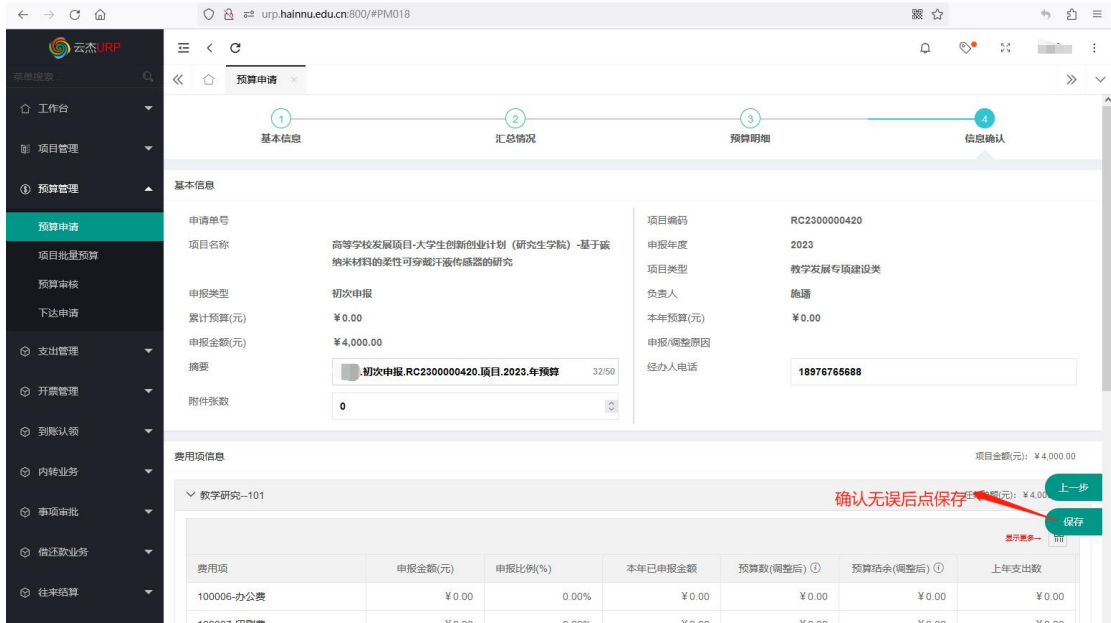 urp.hainnu.edu.cn:800/#PM018
云杰URP
菜单搜索...
预算申请
工作台
项目管理
预算管理
预算申请
项目批量预算
预算审核
下达申请
支出管理
开票管理
到账认领
内转业务
事项审批
借还款业务
往来结算
1 2 3 4
基本信息 汇总情况 预算明细 信息确认
基本信息
申请单号 项目编码 RC2300000420
项目名称 高等学校发展项目-大学生创新创业计划（研究生学院）-基于碳 申报年度 2023
纳米材料的柔性可穿戴汗液传感器的研究 项目类型 教学发展专项建设类
申报类型 初次申报 负责人 施璠
累计预算(元) ¥0.00 本年预算(元) ¥0.00
申报金额(元) ¥4,000.00 申报/调整原因
摘要 .初次申报.RC2300000420.项目.2023.年预算 32/50 经办人电话 18976765688
附件张数 0
费用项信息 项目金额(元): ¥4,000.00
教学研究--101
上一步
确认无误后点保存
保存
显示更多→
费用项 申报金额(元) 申报比例(%) 本年已申报金额 预算数(调整后) 预算结余(调整后) 上年支出数
100006-办公费 ¥0.00 0.00% ¥0.00 ¥0.00 ¥0.00 ¥0.00